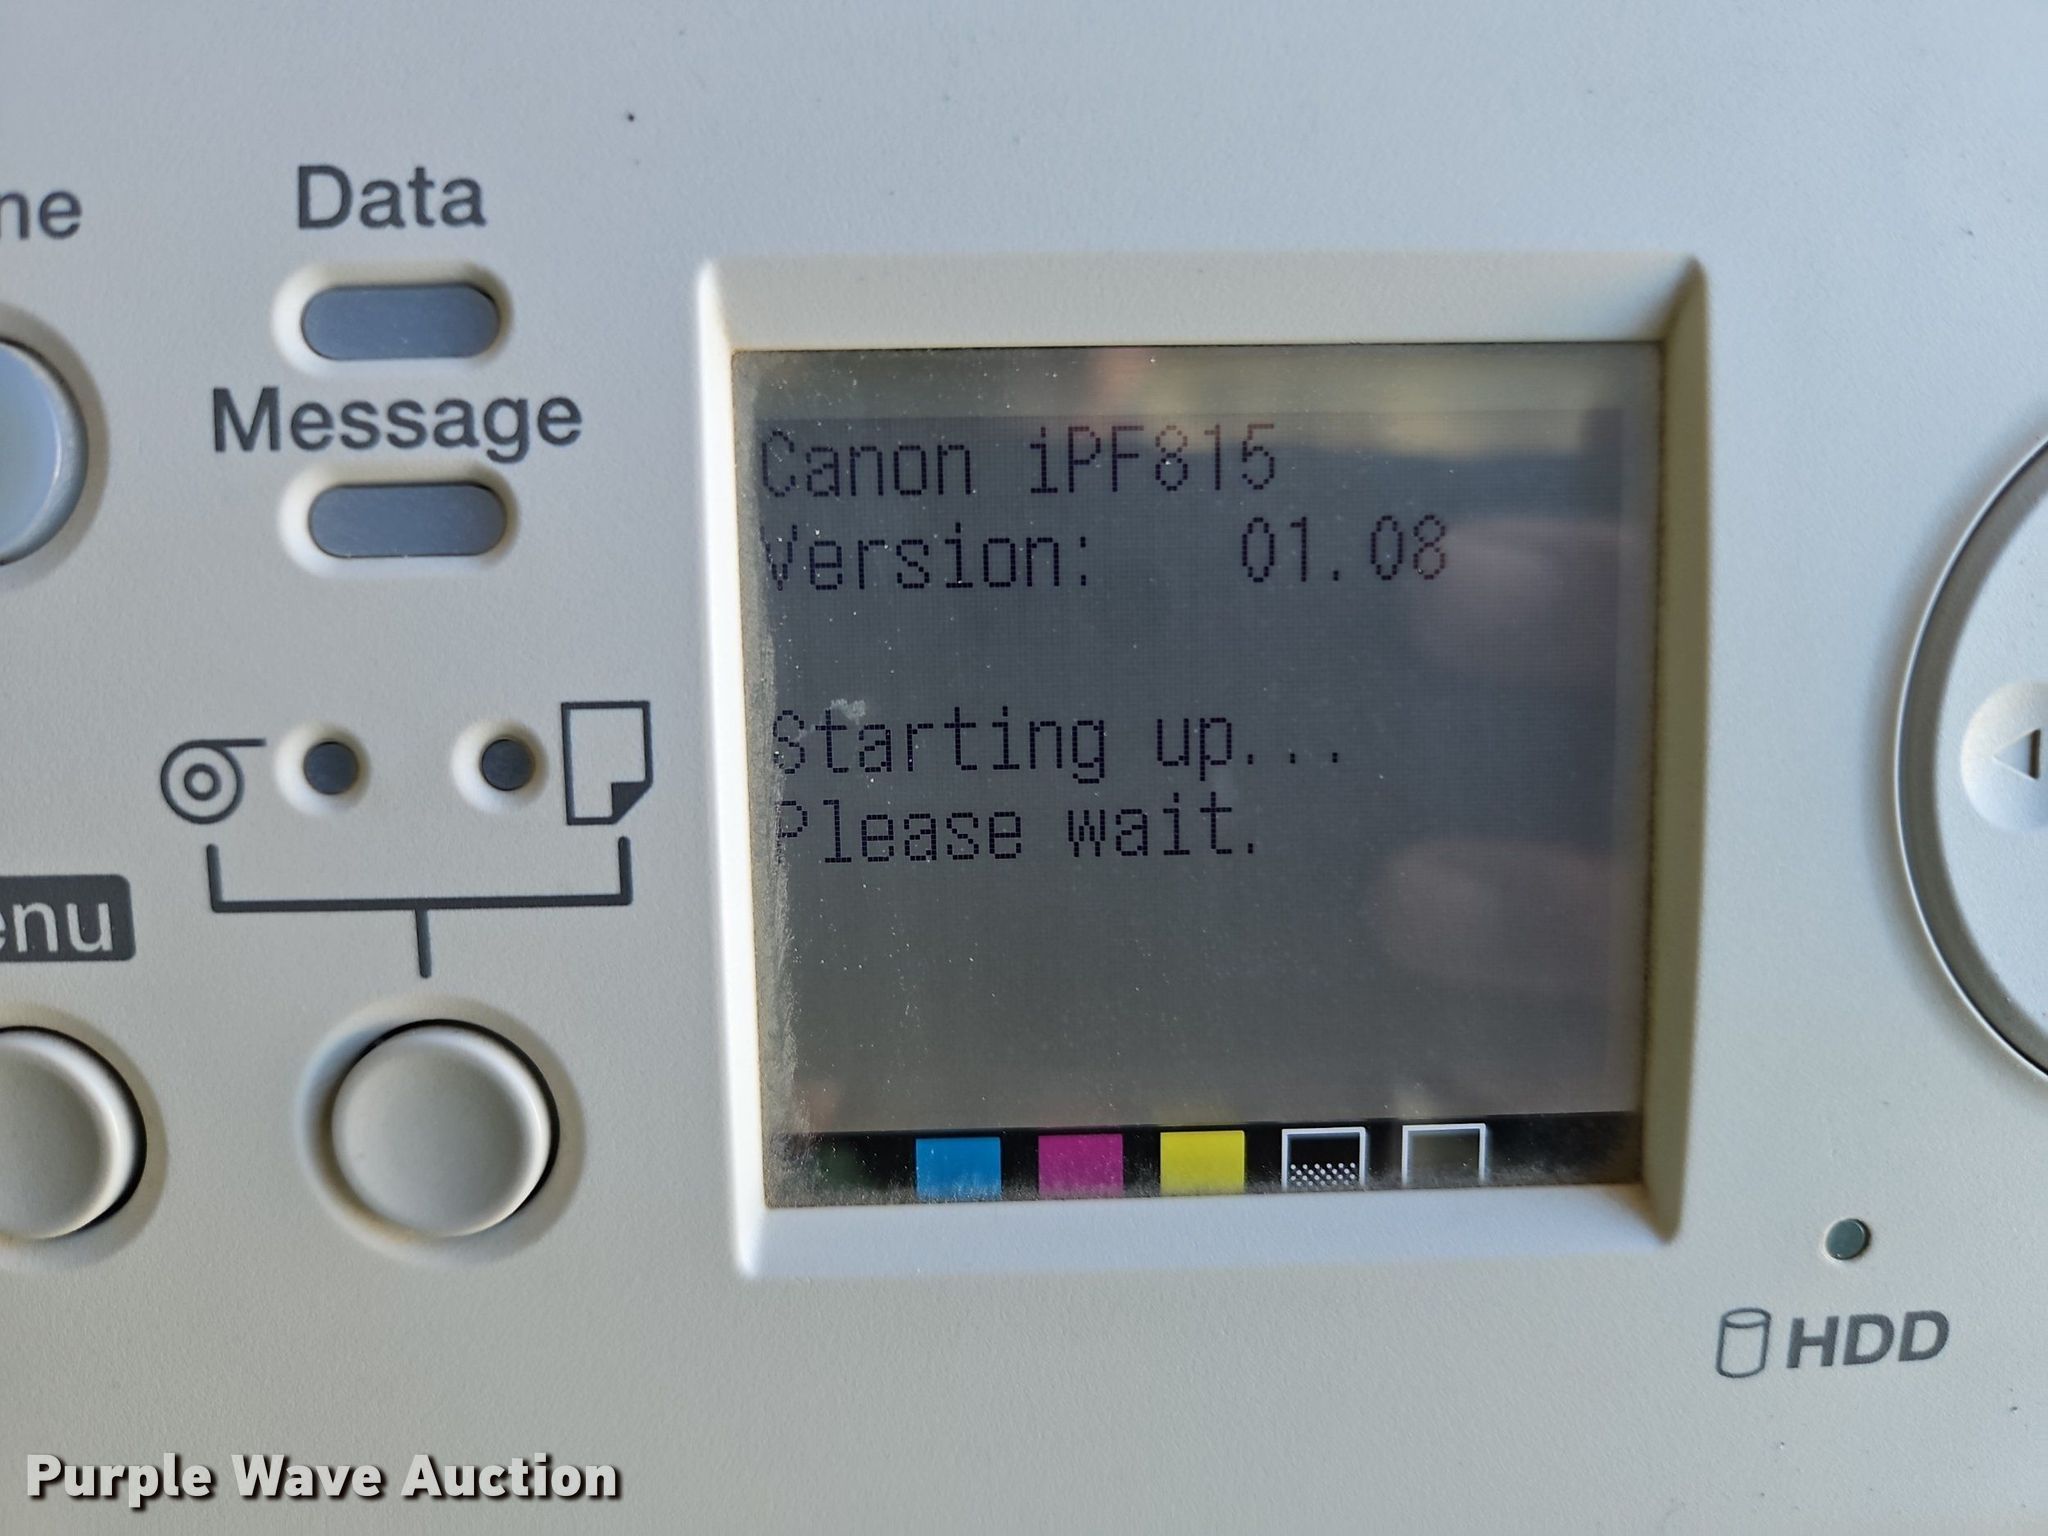 ne
Data
Message
enu
Canon iPF815
Version: 01.08
Starting up...
Please wait.
HDD
Purple Wave Auction